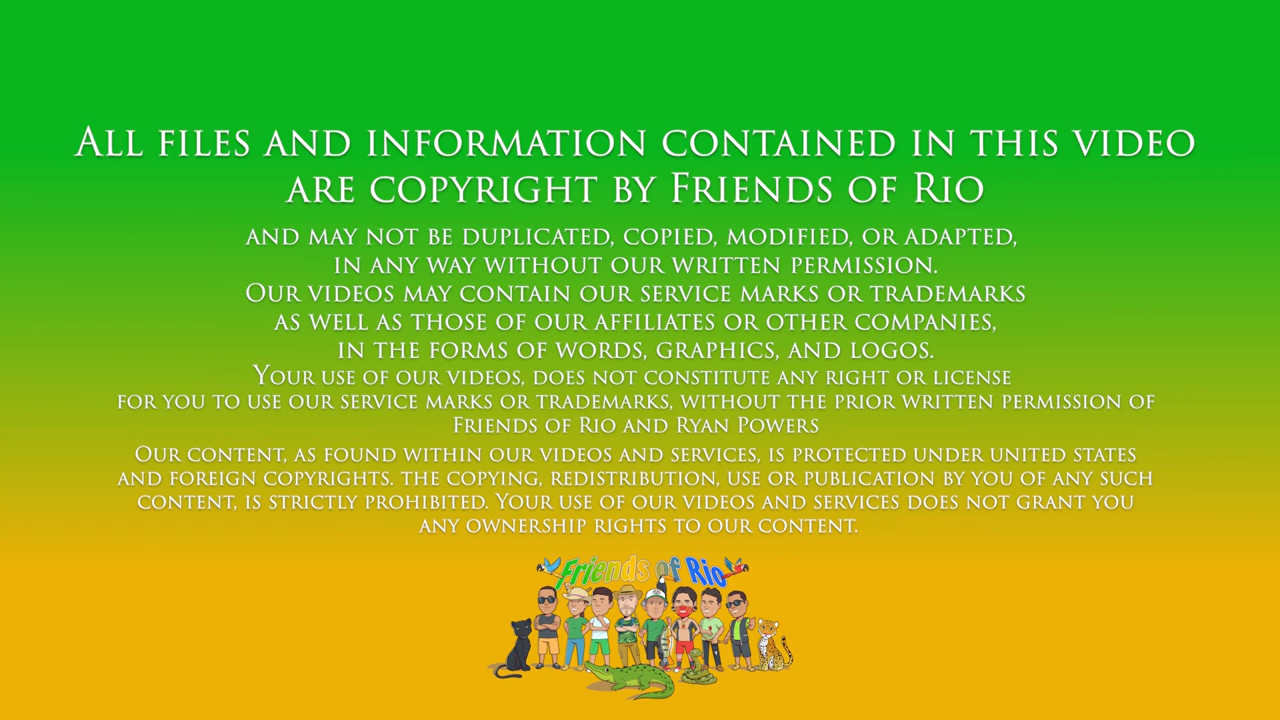 All files and information contained in this video
are copyright by Friends of Rio
and may not be duplicated, copied, modified, or adapted,
in any way without our written permission.
Our videos may contain our service marks or trademarks
as well as those of our affiliates or other companies,
in the forms of words, graphics, and logos.
Your use of our videos, does not constitute any right or license
for you to use our service marks or trademarks, without the prior written permission of
Friends of Rio and Ryan Powers
Our content, as found within our videos and services, is protected under united states
and foreign copyrights. the copying, redistribution, use or publication by you of any such
content, is strictly prohibited. Your use of our videos and services does not grant you
any ownership rights to our content.
Friends of Rio